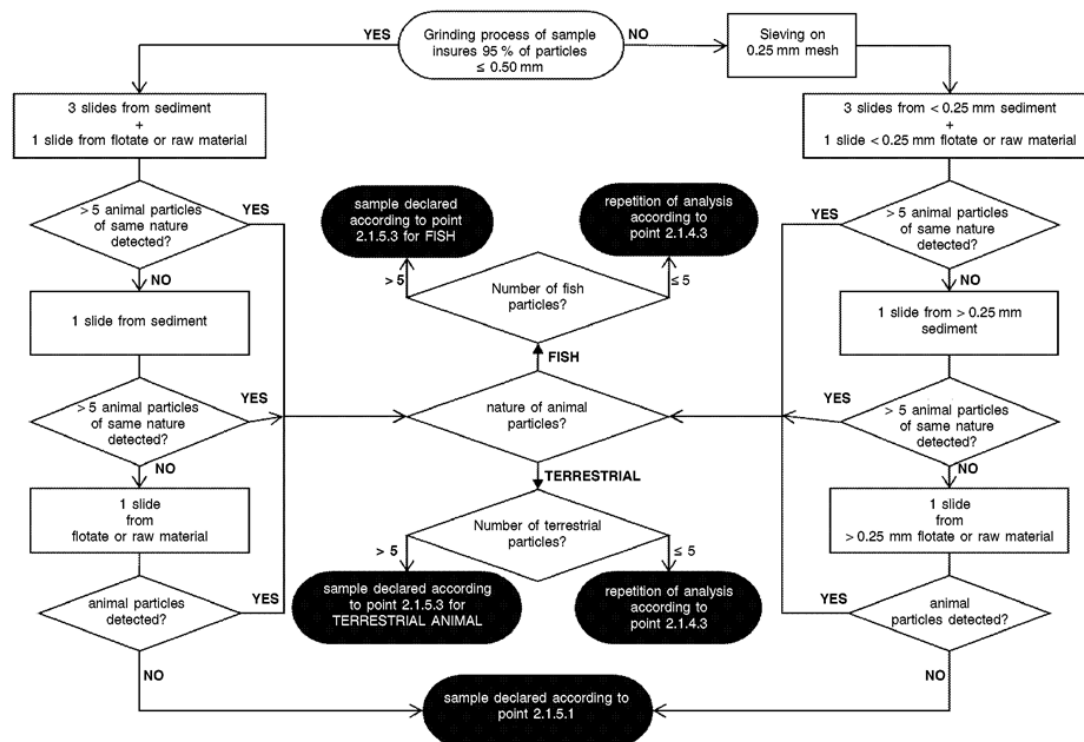 Grinding process of sample
insures 95 % of particles
≤ 0.50 mm
YES
NO
Sieving on
0.25 mm mesh
3 slides from sediment
+
1 slide from flotate or raw material
3 slides from < 0.25 mm sediment
+
1 slide < 0.25 mm flotate or raw material
> 5 animal particles
of same nature
detected?
YES
NO
sample declared
according to point
2.1.5.3 for FISH
repetition of analysis
according to
point 2.1.4.3
YES
> 5 animal particles
of same nature
detected?
NO
> 5
Number of fish
particles?
≤ 5
1 slide from sediment
1 slide from > 0.25 mm
sediment
FISH
> 5 animal particles
of same nature
detected?
YES
NO
nature of animal
particles?
YES
> 5 animal particles
of same nature
detected?
NO
TERRESTRIAL
1 slide
from
flotate or raw material
Number of terrestrial
particles?
> 5
≤ 5
1 slide
from
> 0.25 mm flotate or raw material
animal particles
detected?
YES
NO
sample declared according
to point 2.1.5.3 for
TERRESTRIAL ANIMAL
repetition of analysis
according to
point 2.1.4.3
YES
animal
particles detected?
NO
sample declared according to
point 2.1.5.1